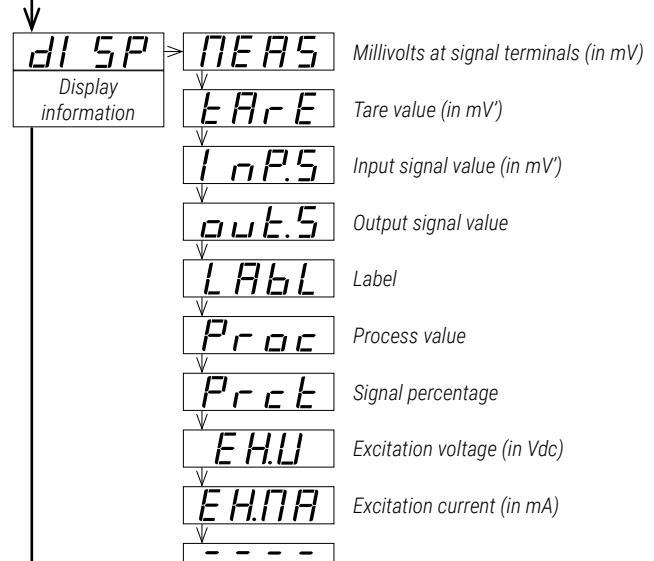 dI SP
Display
information
MEAS
Millivolts at signal terminals (in mV)
tArE
Tare value (in mV’)
InP.S
Input signal value (in mV’)
out.S
Output signal value
LAbL
Label
Proc
Process value
Prct
Signal percentage
EH.U
Excitation voltage (in Vdc)
EH.MA
Excitation current (in mA)
- - - -